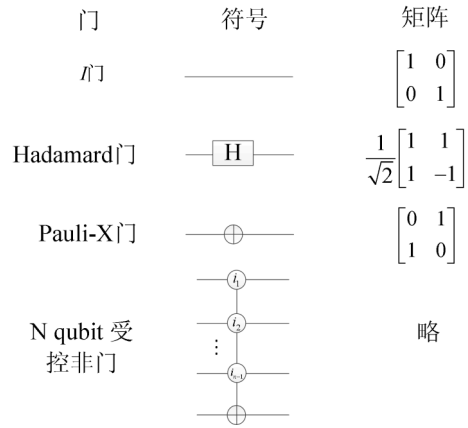 门 符号 矩阵
I门
[1 0
0 1]
Hadamard门 H 1/√2 [1 1
1 –1]
Pauli-X门
[0 1
1 0]
i₁
i₂
N qubit 受
控非门
⋮
iₙ₋₁
略